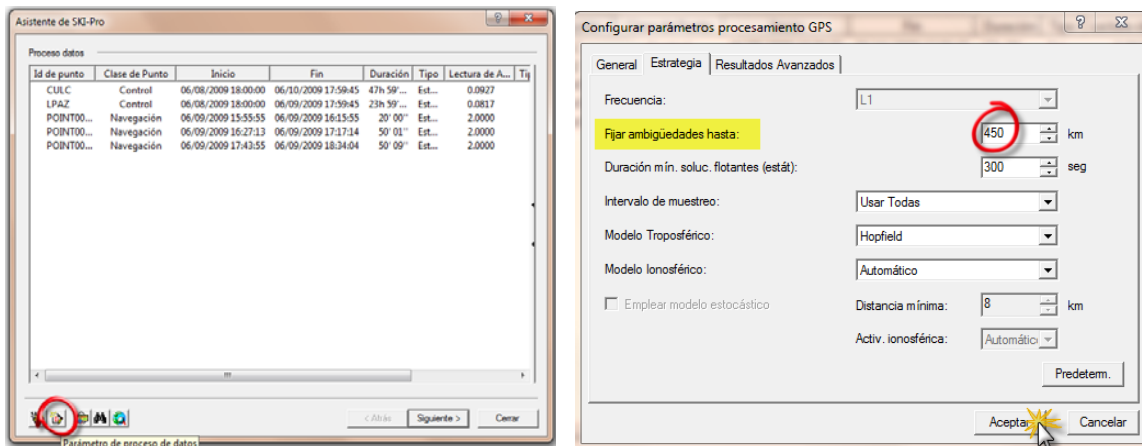 Asistente de SKI-Pro
Proceso datos
Id de punto Clase de Punto Inicio Fin Duración Tipo Lectura de A... Tip
CULC Control 06/08/2009 18:00:00 06/10/2009 17:59:45 47h 59'... Est... 0.0927
LPAZ Control 06/08/2009 18:00:00 06/09/2009 17:59:45 23h 59'... Est... 0.0817
POINT00... Navegación 06/09/2009 15:55:55 06/09/2009 16:15:55 20' 00" Est... 2.0000
POINT00... Navegación 06/09/2009 16:27:13 06/09/2009 17:17:14 50' 01" Est... 2.0000
POINT00... Navegación 06/09/2009 17:43:55 06/09/2009 18:34:04 50' 09" Est... 2.0000
< Atrás Siguiente > Cerrar
Parámetro de proceso de datos
Configurar parámetros procesamiento GPS
General Estrategia Resultados Avanzados
Frecuencia: L1
Fijar ambigüedades hasta: 450 km
Duración mín. soluc. flotantes (estát): 300 seg
Intervalo de muestreo: Usar Todas
Modelo Troposférico: Hopfield
Modelo Ionosférico: Automático
Emplear modelo estocástico Distancia mínima: 8 km
Activ. ionosférica: Automátic
Predeterm.
Aceptar Cancelar